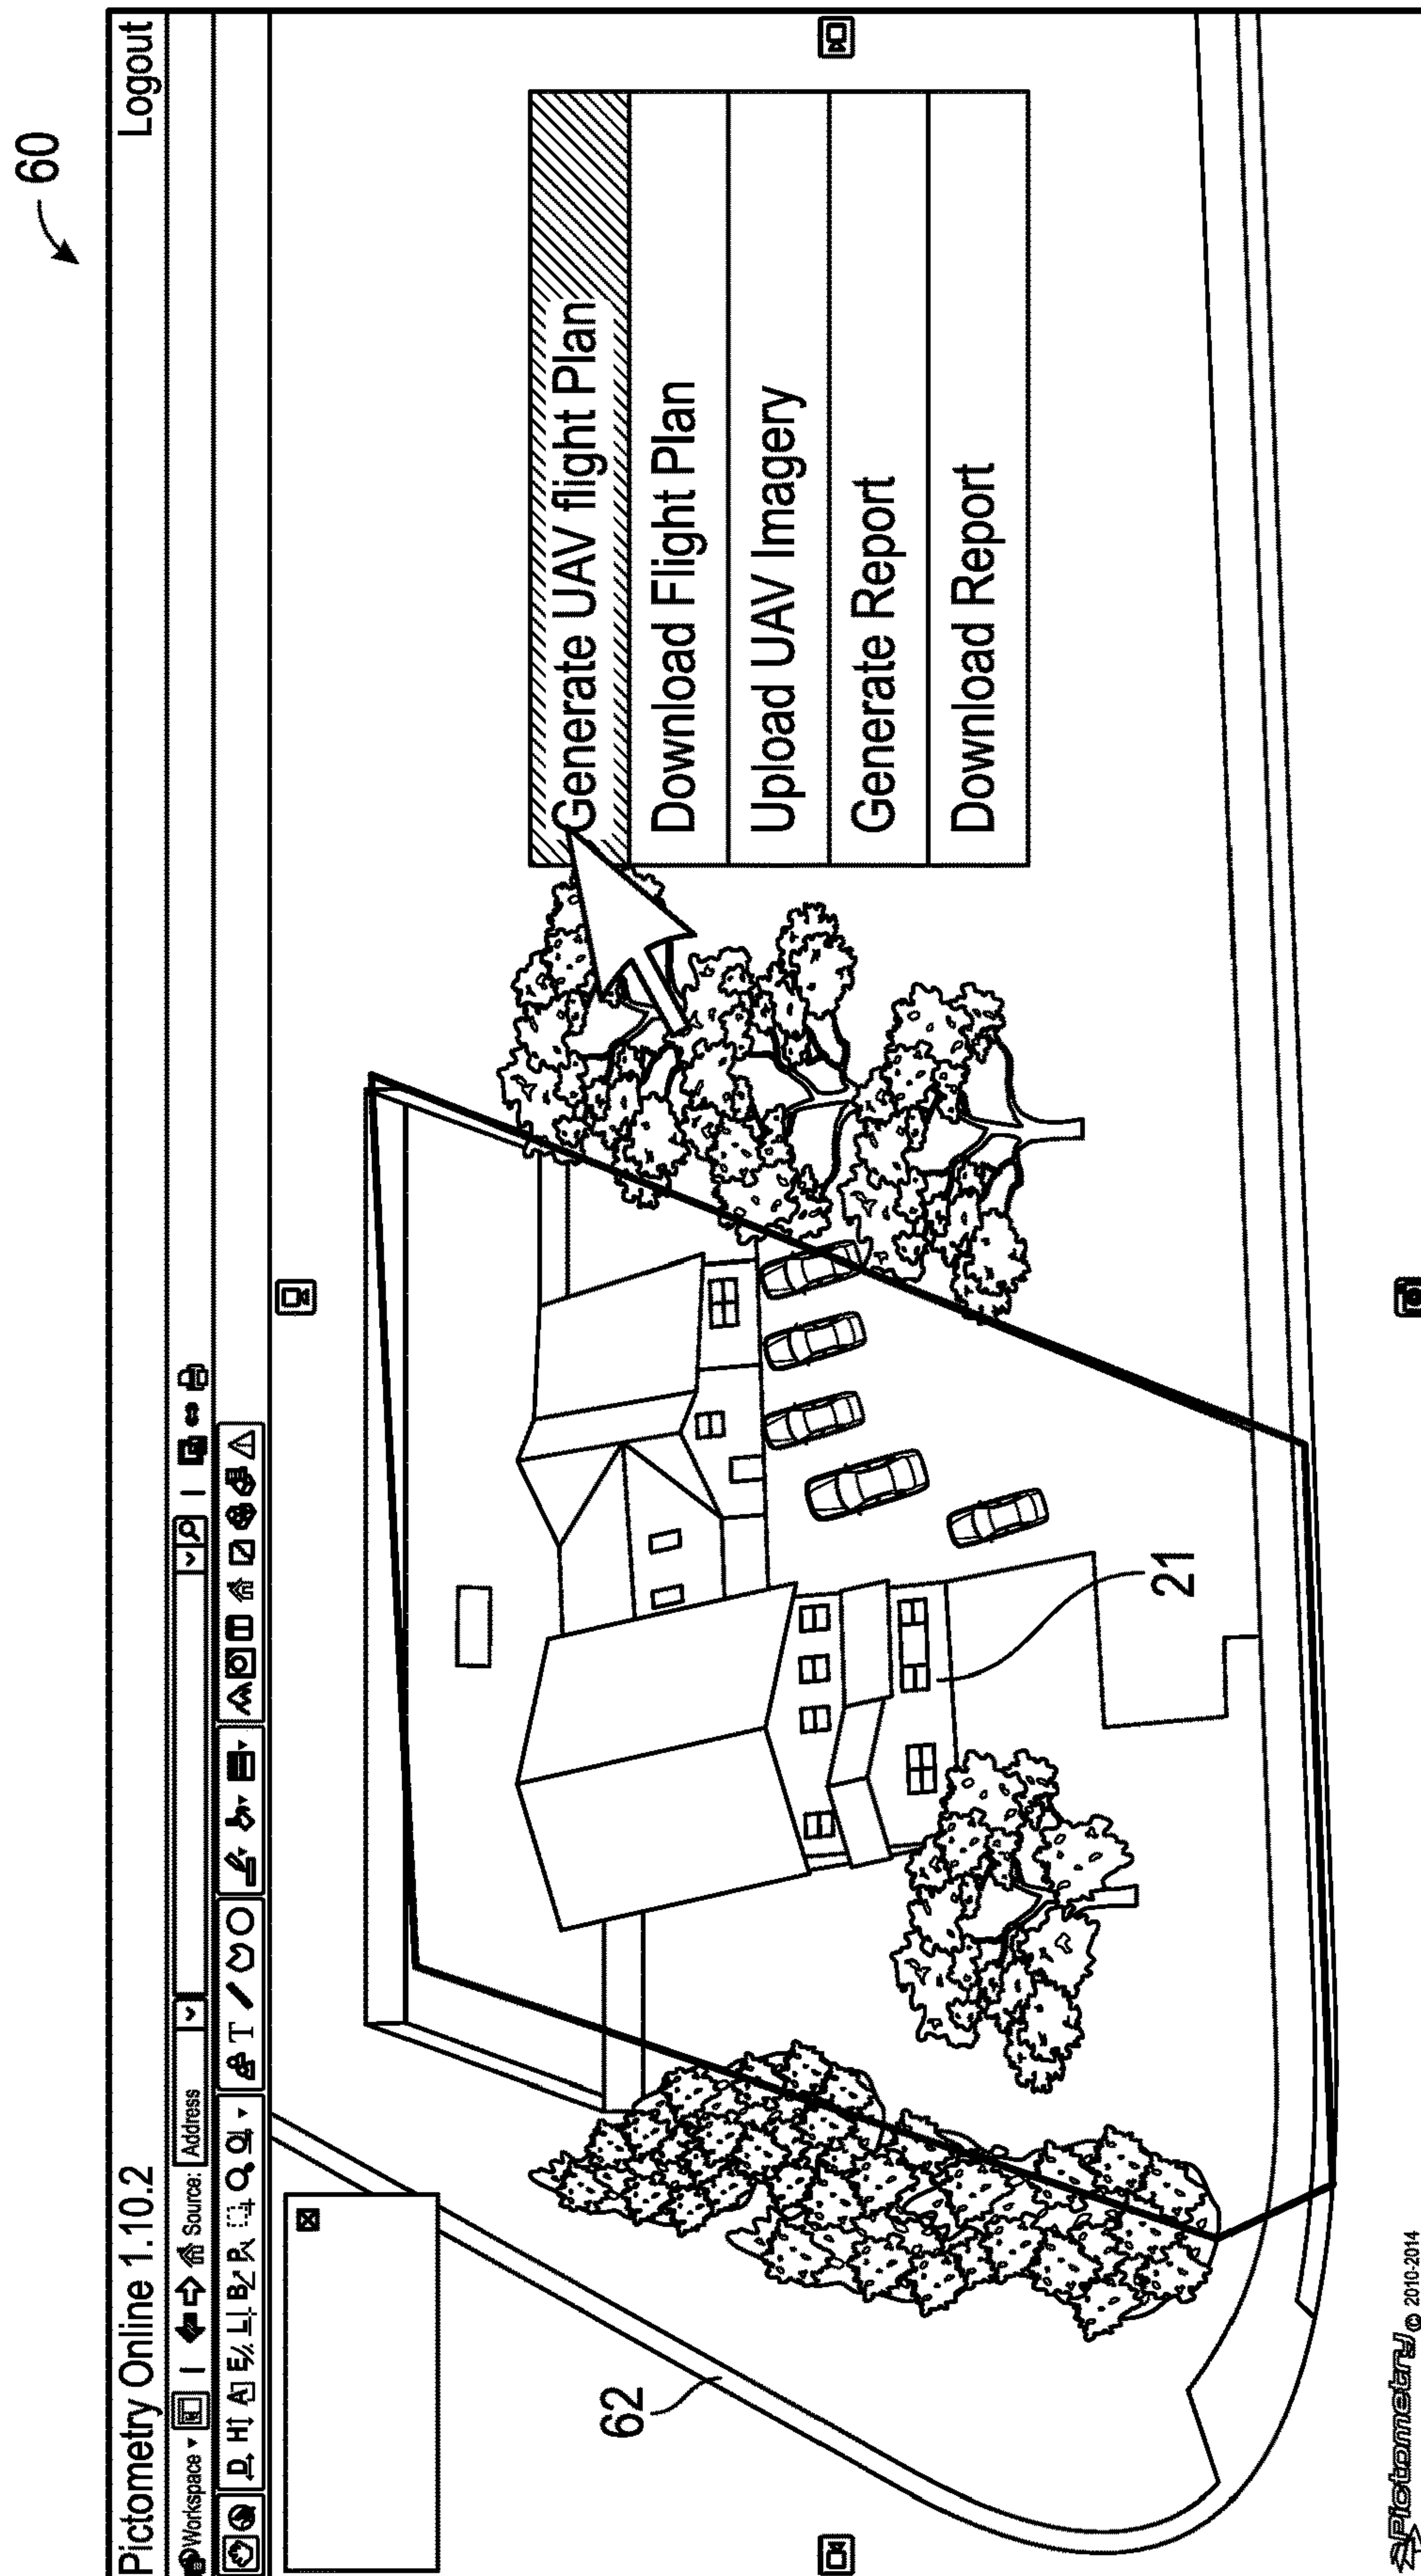 60
Pictometry Online 1.10.2
Logout
Workspace
Source: Address
D H A E L B P
T
Generate UAV flight Plan
Download Flight Plan
Upload UAV Imagery
Generate Report
Download Report
62
21
Pictometry © 2010-2014